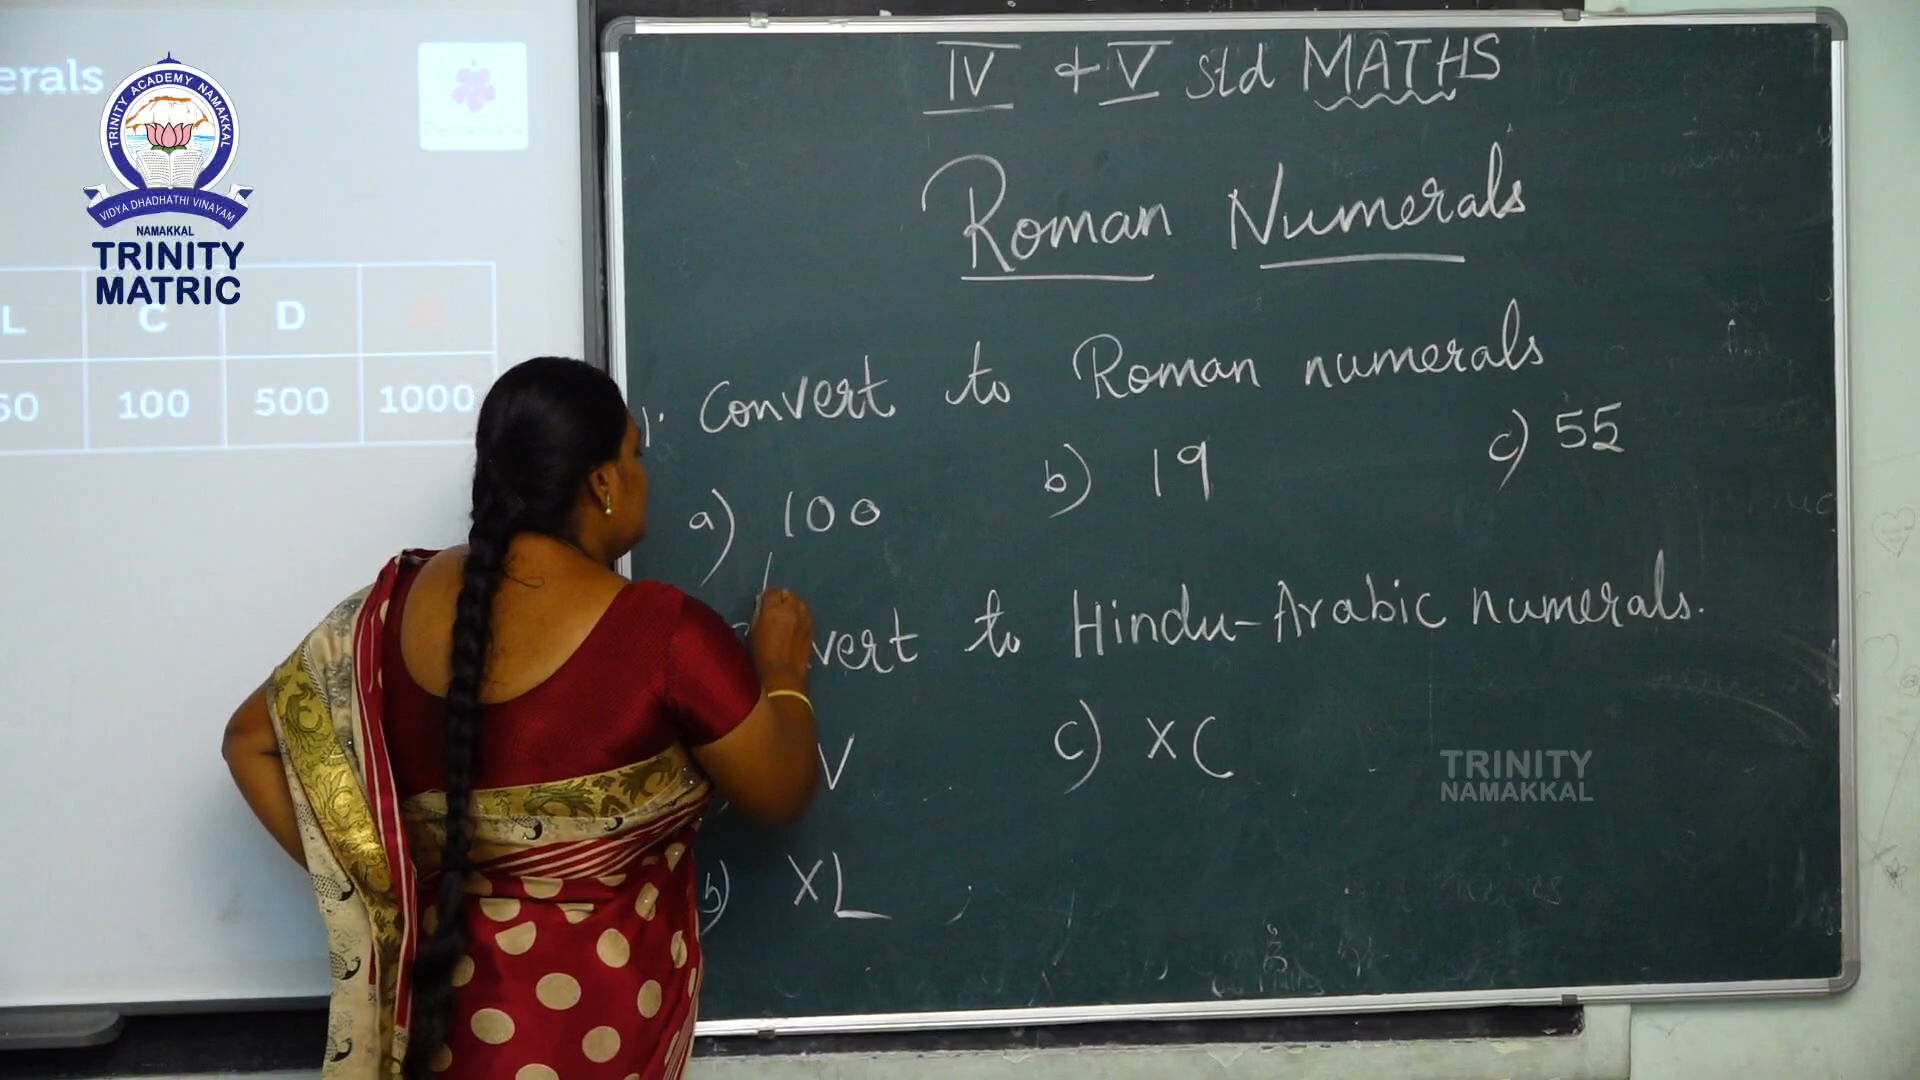 erals
TRINITY ACADEMY NAMAKKAL
VIDYA DHADHATHI VINAYAM
NAMAKKAL
TRINITY
MATRIC
L C D
50 100 500 1000
IV + V Std MATHS
Roman Numerals
1. Convert to Roman numerals
a) 100 b) 19 c) 55
vert to Hindu-Arabic numerals.
V c) XC
b) XL
TRINITY
NAMAKKAL